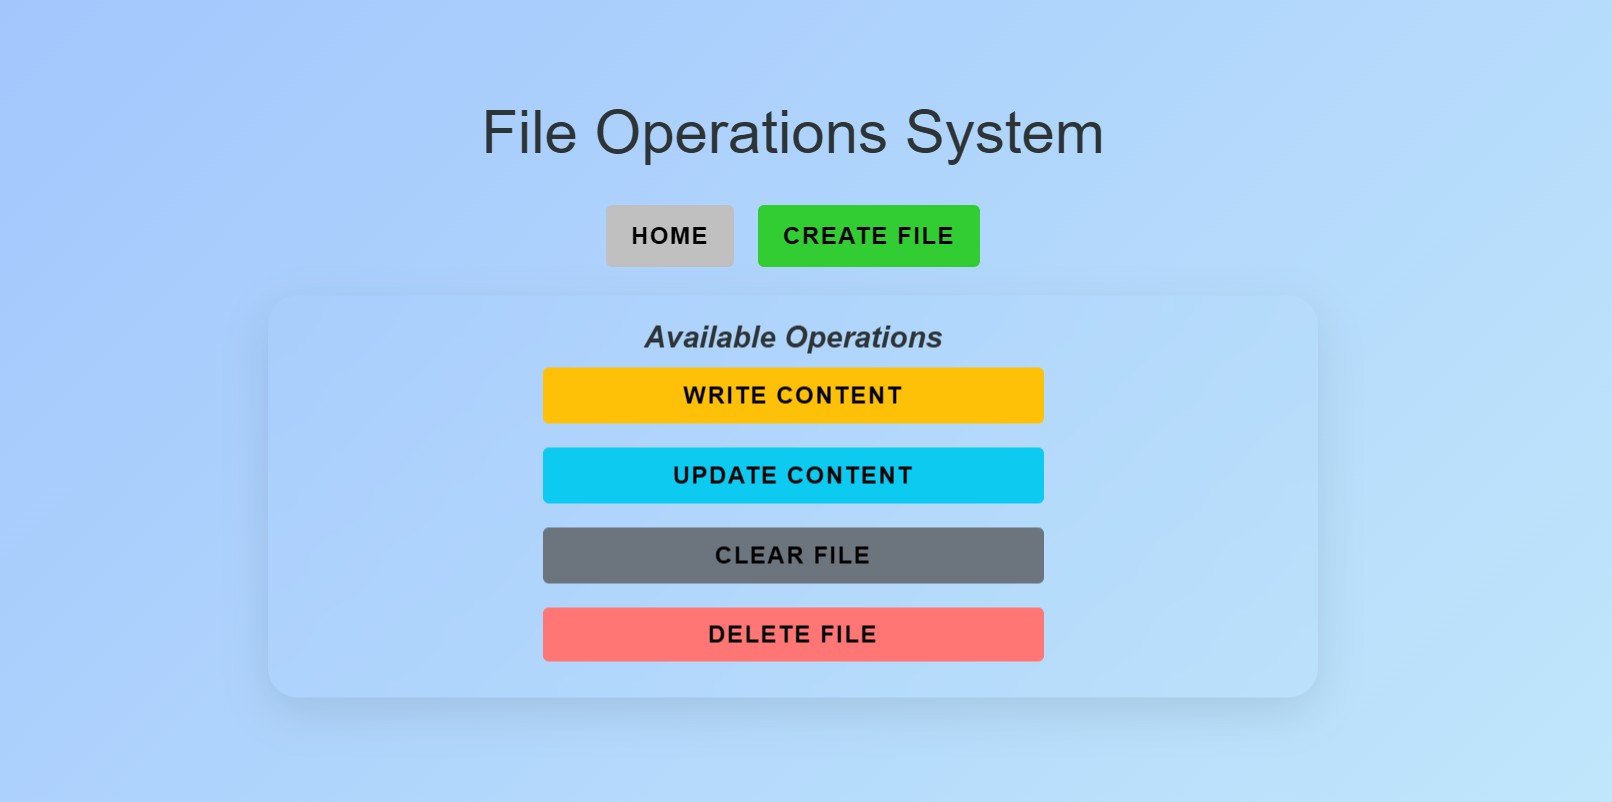 File Operations System
HOME CREATE FILE
Available Operations
WRITE CONTENT
UPDATE CONTENT
CLEAR FILE
DELETE FILE